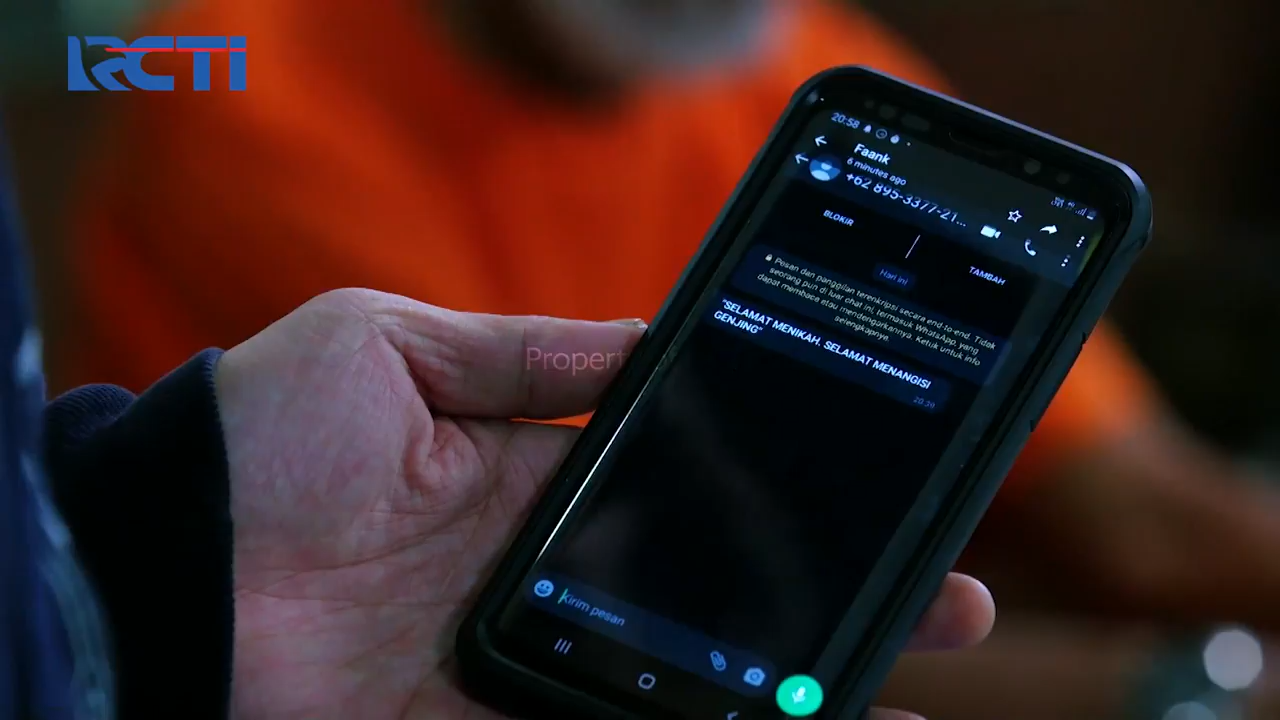 RCTI
20:58
Faank
6 minutes ago
+62 895-3377-21...
BLOKIR
TAMBAH
Hari ini
Pesan dan panggilan terenkripsi secara end-to-end. Tidak
seorang pun di luar chat ini, termasuk WhatsApp, yang
dapat membaca atau mendengarkannya. Ketuk untuk info
selengkapnya.
"SELAMAT MENIKAH. SELAMAT MENANGISI
GENJING"
20:39
Propert
Kirim pesan